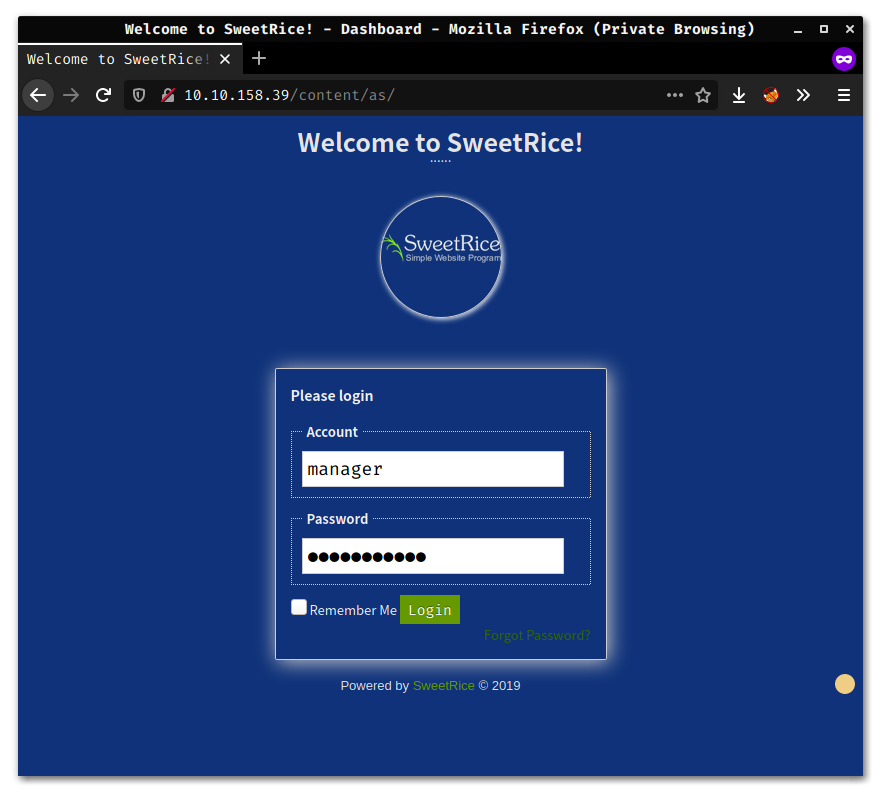 Welcome to SweetRice! - Dashboard - Mozilla Firefox (Private Browsing)
Welcome to SweetRice!
10.10.158.39/content/as/
Welcome to SweetRice!
......
SweetRice
Simple Website Program
Please login
Account
manager
Password
●●●●●●●●●●●
Remember Me Login
Forgot Password?
Powered by SweetRice © 2019